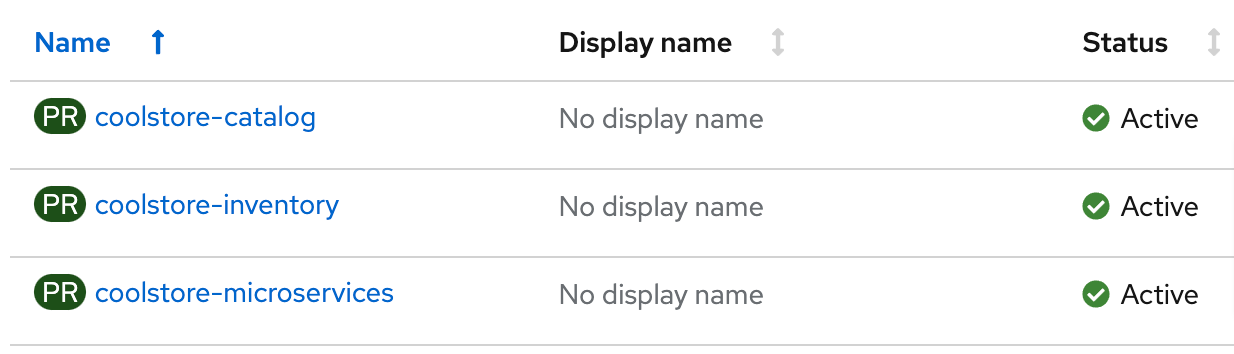 Name Display name Status
PR coolstore-catalog No display name Active
PR coolstore-inventory No display name Active
PR coolstore-microservices No display name Active